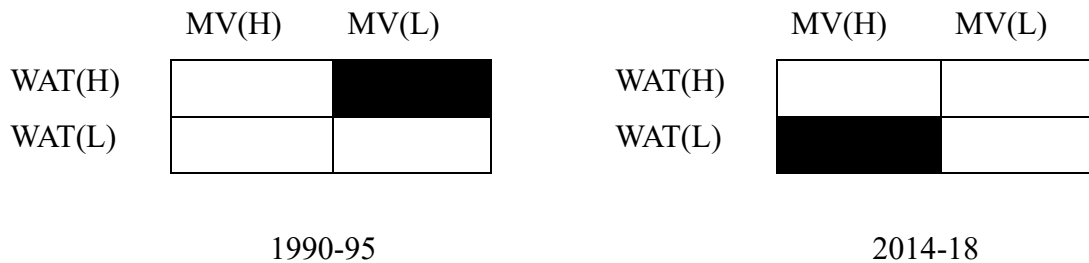 MV(H) MV(L) MV(H) MV(L)
WAT(H) WAT(H)
WAT(L) WAT(L)
1990-95 2014-18